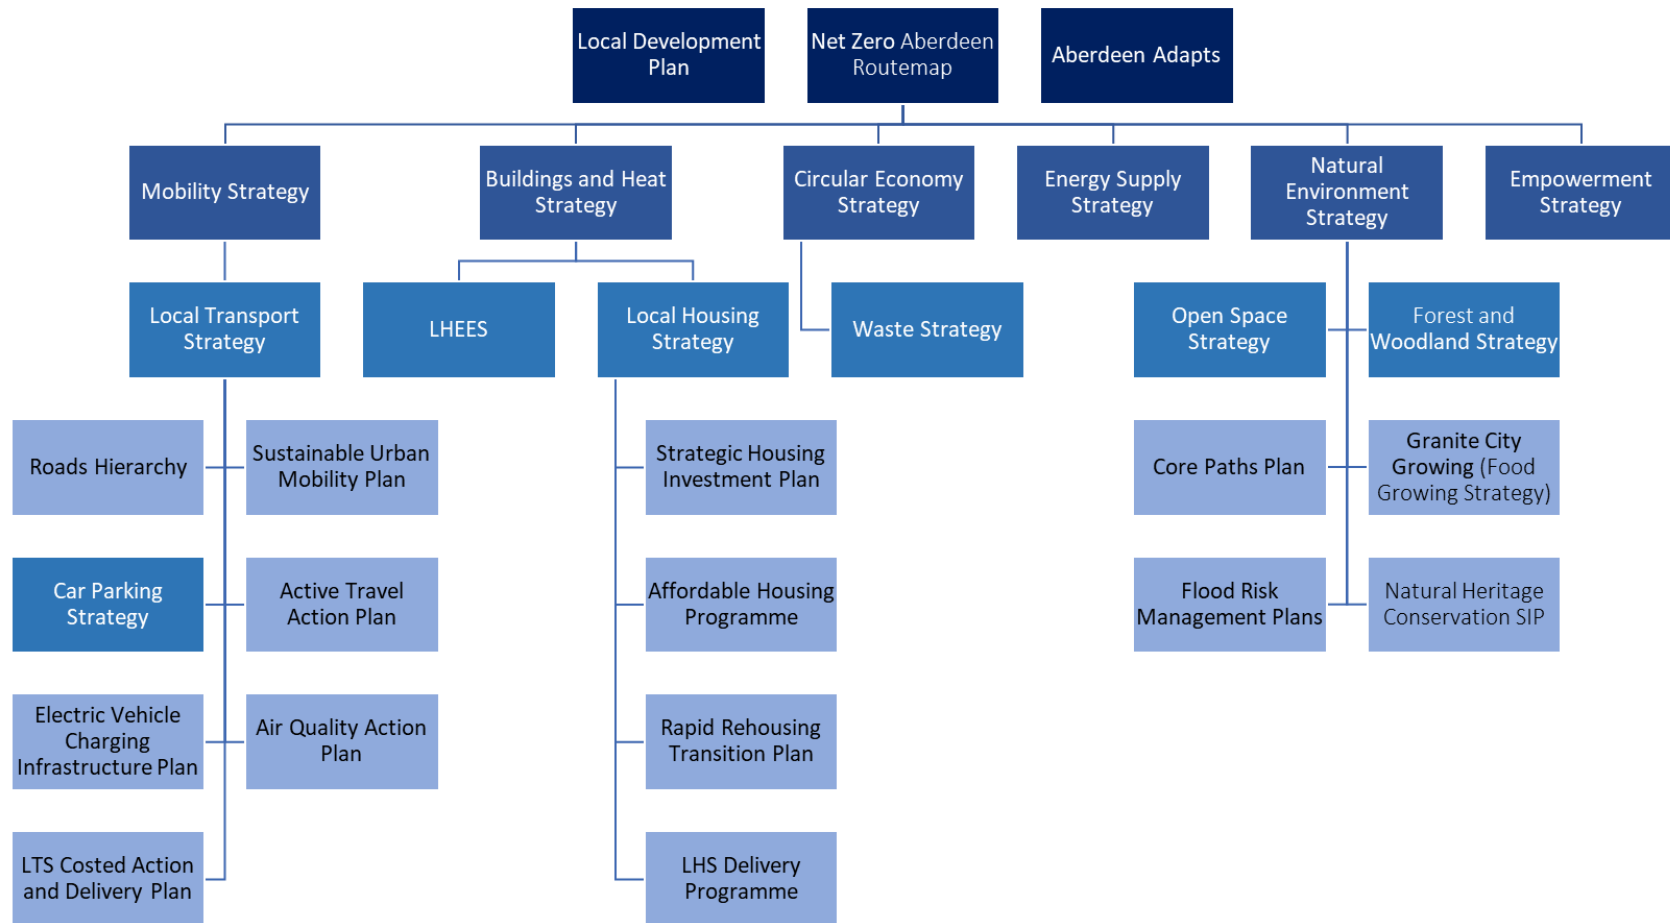 Local Development
Plan
Net Zero Aberdeen
Routemap
Aberdeen Adapts
Mobility Strategy
Buildings and Heat
Strategy
Circular Economy
Strategy
Energy Supply
Strategy
Natural
Environment
Strategy
Empowerment
Strategy
Local Transport
Strategy
LHEES
Local Housing
Strategy
Waste Strategy
Open Space
Strategy
Forest and
Woodland Strategy
Roads Hierarchy
Sustainable Urban
Mobility Plan
Strategic Housing
Investment Plan
Core Paths Plan
Granite City
Growing (Food
Growing Strategy)
Car Parking
Strategy
Active Travel
Action Plan
Affordable Housing
Programme
Flood Risk
Management Plans
Natural Heritage
Conservation SIP
Electric Vehicle
Charging
Infrastructure Plan
Air Quality Action
Plan
Rapid Rehousing
Transition Plan
LTS Costed Action
and Delivery Plan
LHS Delivery
Programme